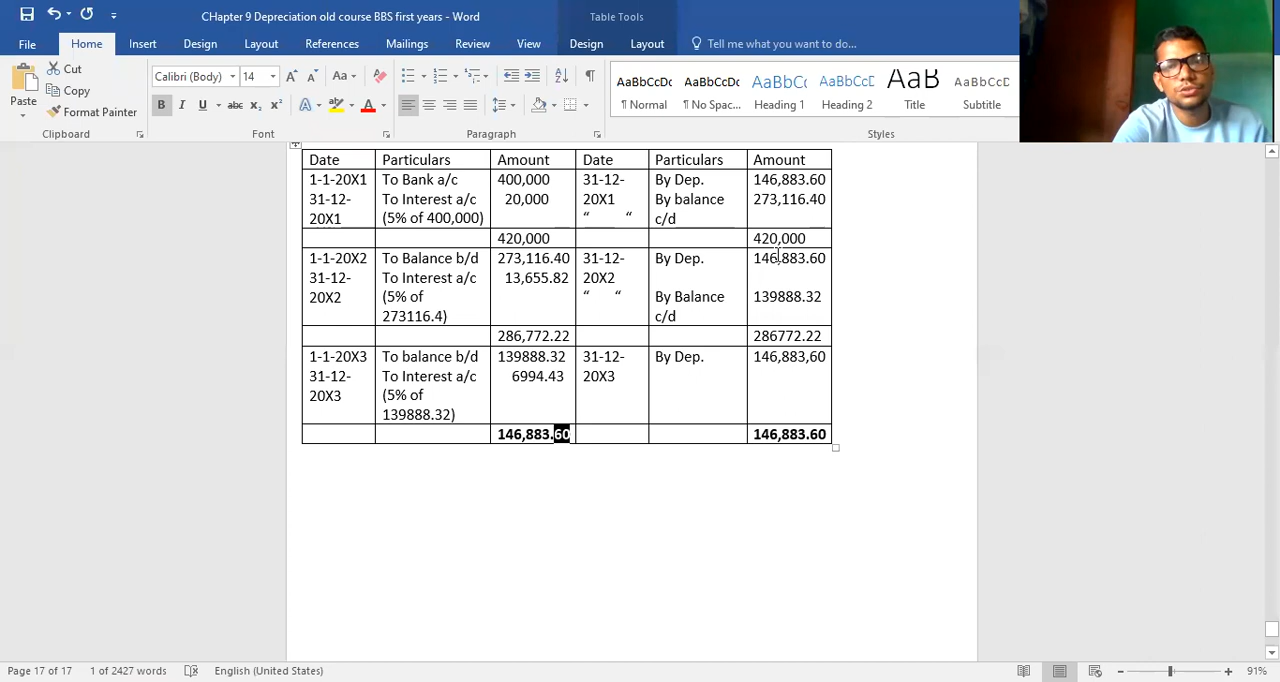 CHapter 9 Depreciation old course BBS first years - Word
Table Tools
File Home Insert Design Layout References Mailings Review View Design Layout Tell me what you want to do...
Paste
Cut
Copy
Format Painter
Calibri (Body) 14
AaBbCcDc AaBbCcDc AaBbCc AaBbCcD AaB AaBbCcD
¶ Normal ¶ No Spac... Heading 1 Heading 2 Title Subtitle
Clipboard Font Paragraph Styles
Date Particulars Amount Date Particulars Amount
1-1-20X1 To Bank a/c 400,000 31-12- By Dep. 146,883.60
31-12- To Interest a/c 20,000 20X1 By balance 273,116.40
20X1 (5% of 400,000) “ “ c/d
420,000 420,000
1-1-20X2 To Balance b/d 273,116.40 31-12- By Dep. 146,883.60
31-12- To Interest a/c 13,655.82 20X2
20X2 (5% of “ “ By Balance 139888.32
273116.4) c/d
286,772.22 286772.22
1-1-20X3 To balance b/d 139888.32 31-12- By Dep. 146,883,60
31-12- To Interest a/c 6994.43 20X3
20X3 (5% of
139888.32)
146,883.60 146,883.60
Page 17 of 17 1 of 2427 words English (United States) 91%